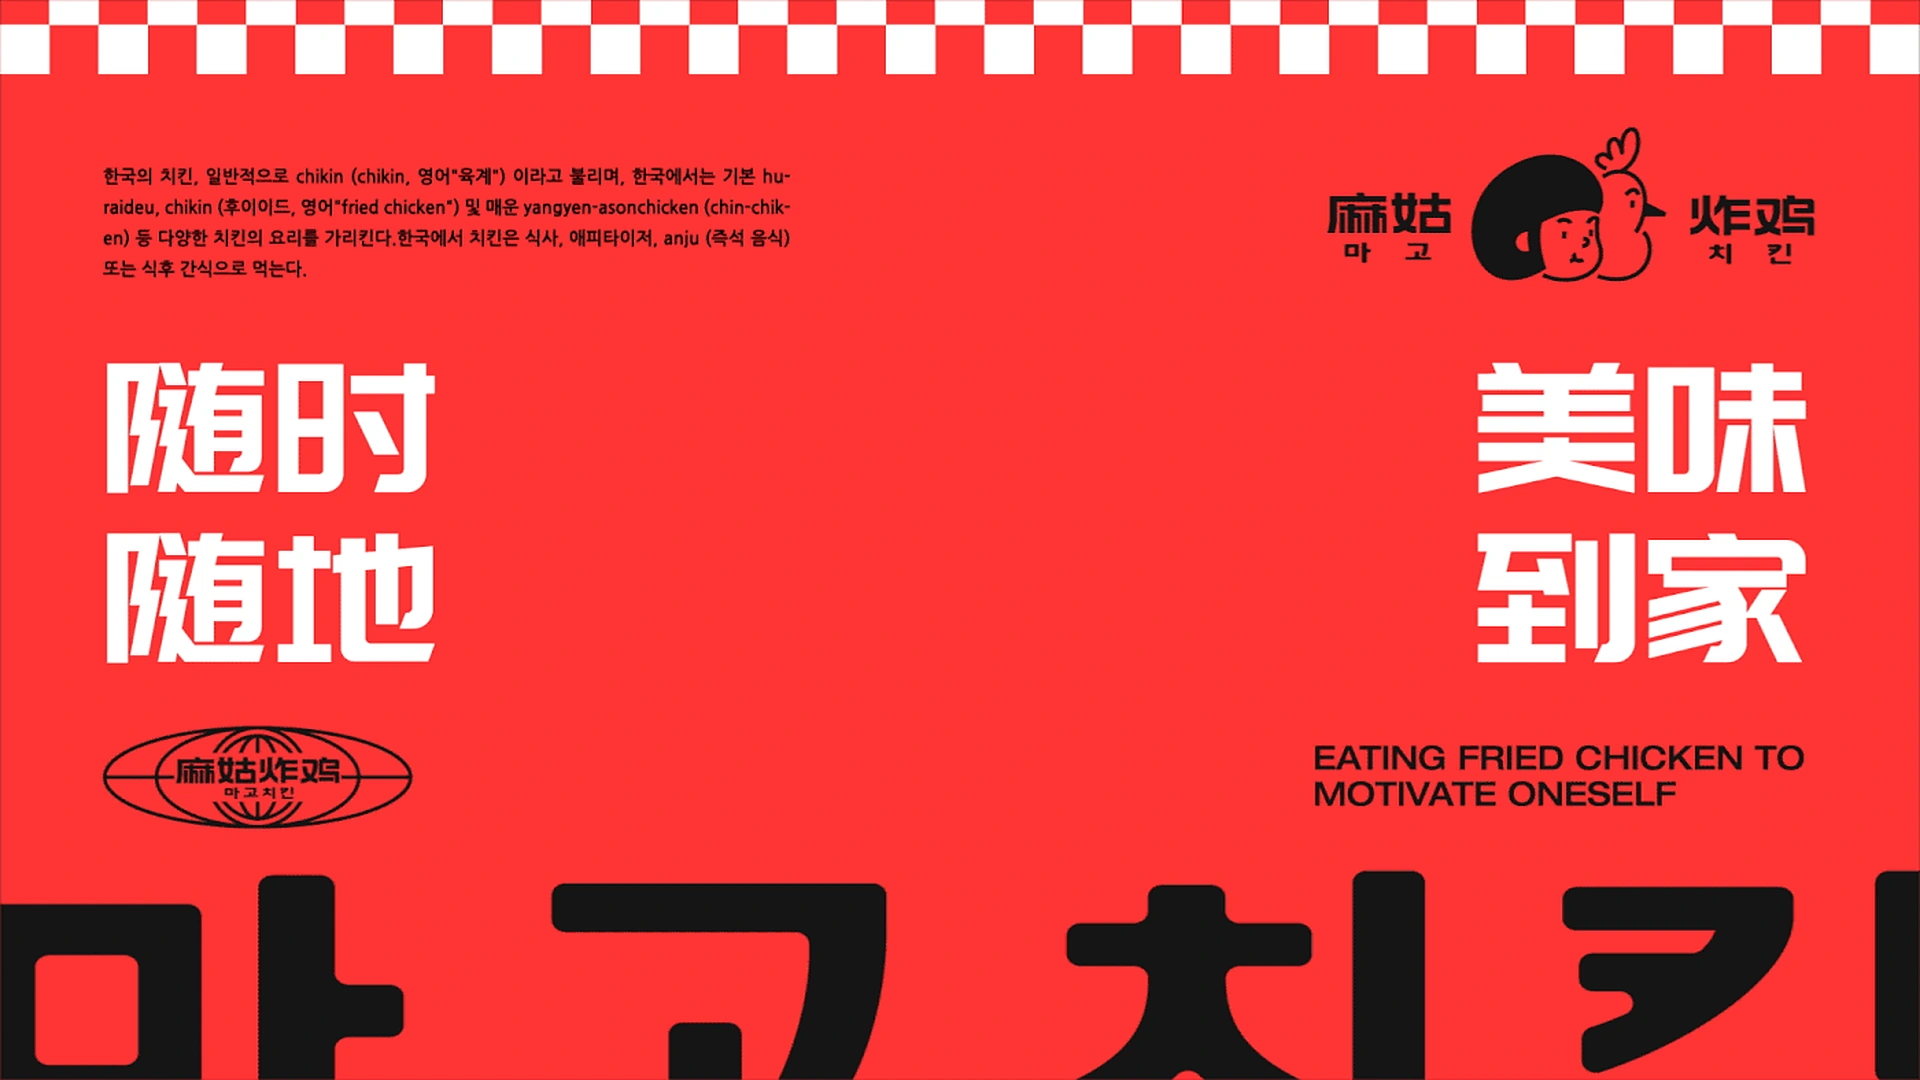 한국의 치킨, 일반적으로 chikin (chikin, 영어"육계") 이라고 불리며, 한국에서는 기본 hu-
raideu, chikin (후이이드, 영어"fried chicken") 및 매운 yangyen-asonchicken (chin-chik-
en) 등 다양한 치킨의 요리를 가리킨다.한국에서 치킨은 식사, 애피타이저, anju (즉석 음식)
또는 식후 간식으로 먹는다.
麻姑 炸鸡
마고 치킨
随时
随地
美味
到家
麻姑炸鸡
마고치킨
EATING FRIED CHICKEN TO
MOTIVATE ONESELF
마고치킨